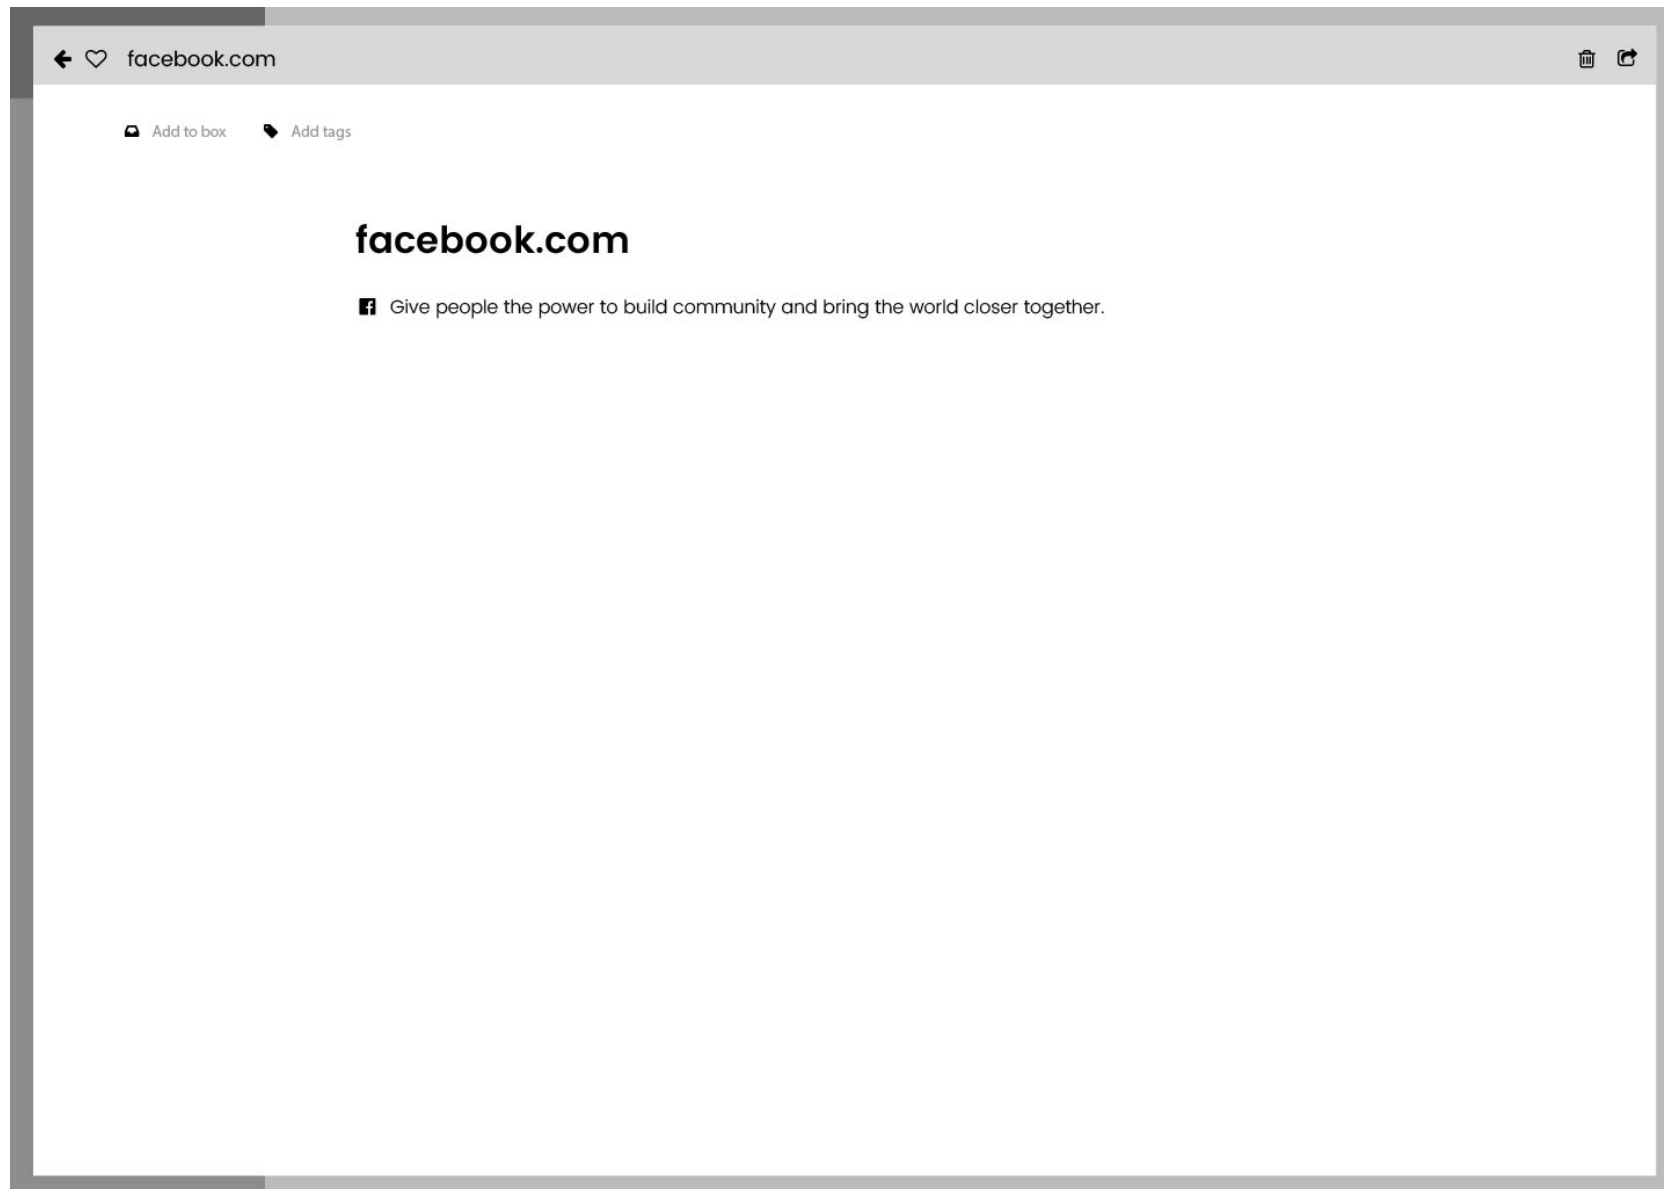 facebook.com
Add to box Add tags
facebook.com
Give people the power to build community and bring the world closer together.